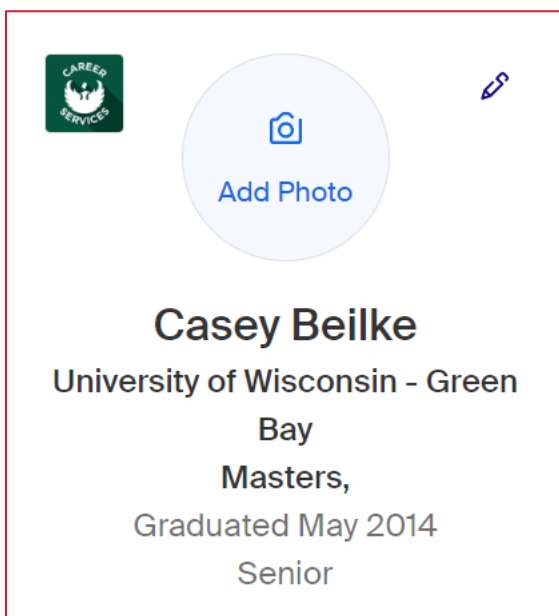 CAREER
SERVICES
Add Photo
Casey Beilke
University of Wisconsin - Green
Bay
Masters,
Graduated May 2014
Senior